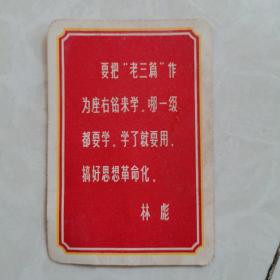 要把“老三篇”作
为座右铭来学。哪一级
都要学。学了就要用，
搞好思想革命化。
林彪